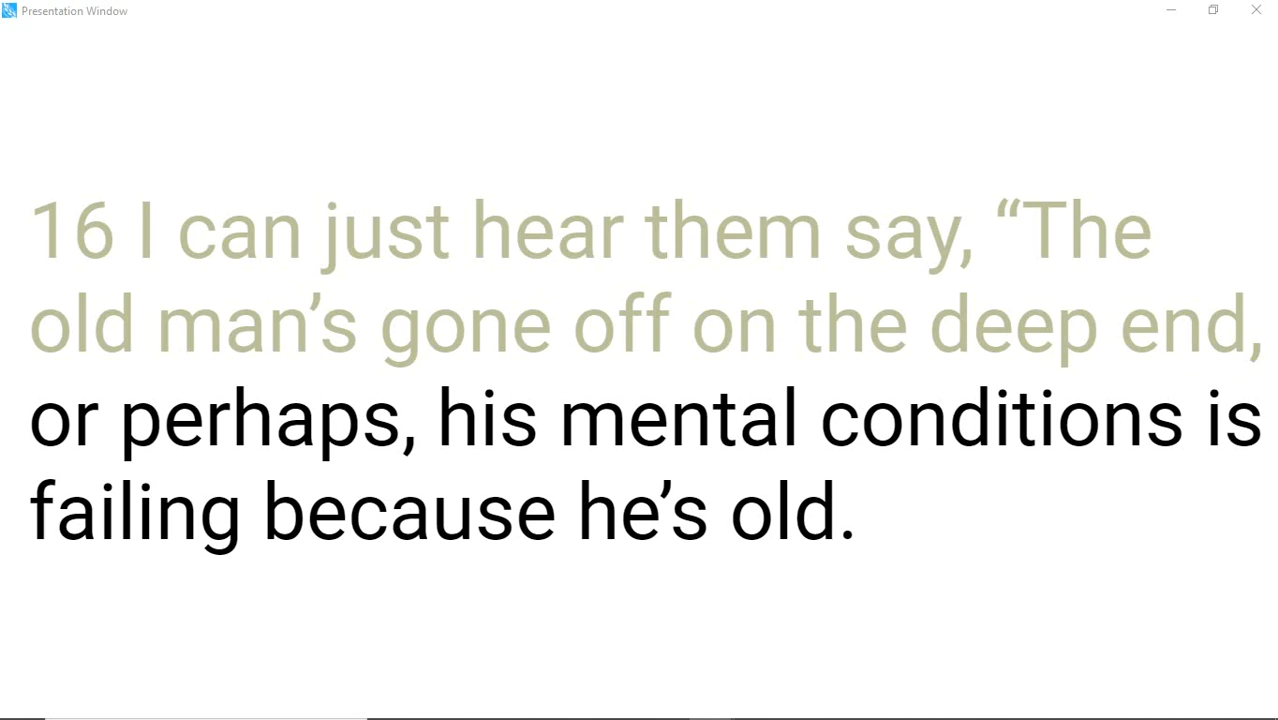 Presentation Window
16 I can just hear them say, “The
old man’s gone off on the deep end,
or perhaps, his mental conditions is
failing because he’s old.